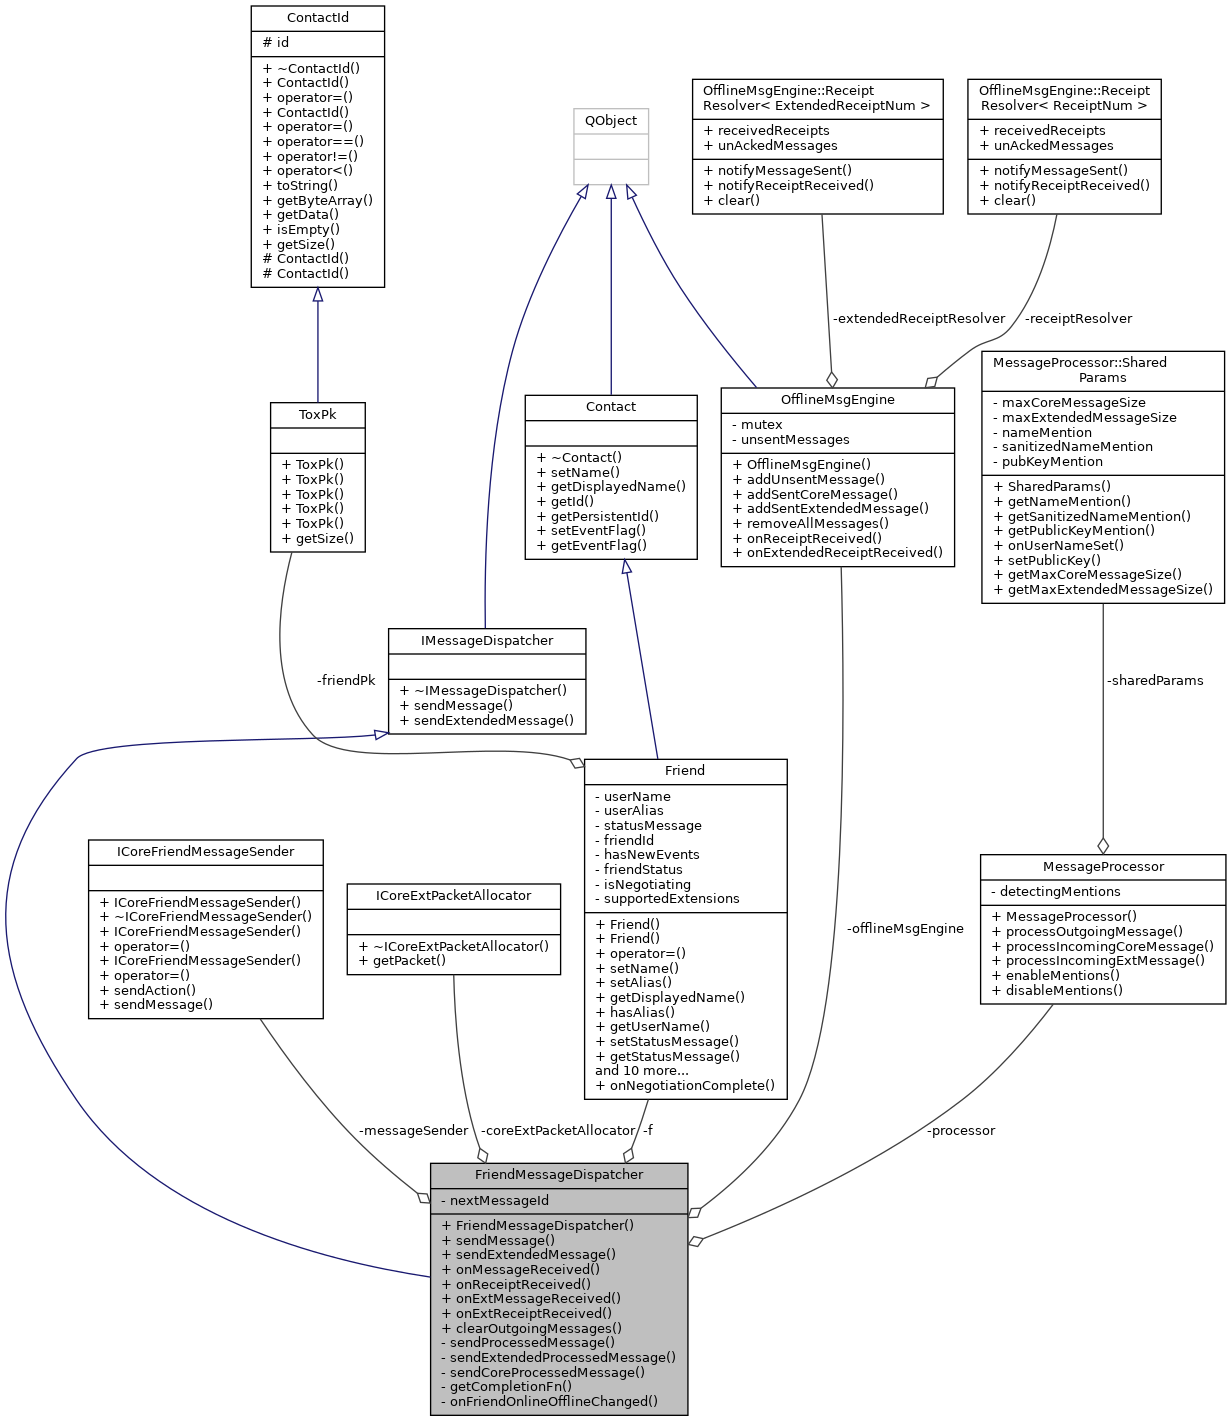 ContactId
# id
+ ~ContactId()
+ ContactId()
+ operator=()
+ ContactId()
+ operator=()
+ operator==()
+ operator!=()
+ operator<()
+ toString()
+ getByteArray()
+ getData()
+ isEmpty()
+ getSize()
# ContactId()
# ContactId()
QObject
OfflineMsgEngine::Receipt
Resolver< ExtendedReceiptNum >
+ receivedReceipts
+ unAckedMessages
+ notifyMessageSent()
+ notifyReceiptReceived()
+ clear()
OfflineMsgEngine::Receipt
Resolver< ReceiptNum >
+ receivedReceipts
+ unAckedMessages
+ notifyMessageSent()
+ notifyReceiptReceived()
+ clear()
-extendedReceiptResolver
-receiptResolver
ToxPk
+ ToxPk()
+ ToxPk()
+ ToxPk()
+ ToxPk()
+ ToxPk()
+ getSize()
Contact
+ ~Contact()
+ setName()
+ getDisplayedName()
+ getId()
+ getPersistentId()
+ setEventFlag()
+ getEventFlag()
OfflineMsgEngine
- mutex
- unsentMessages
+ OfflineMsgEngine()
+ addUnsentMessage()
+ addSentCoreMessage()
+ addSentExtendedMessage()
+ removeAllMessages()
+ onReceiptReceived()
+ onExtendedReceiptReceived()
MessageProcessor::Shared
Params
- maxCoreMessageSize
- maxExtendedMessageSize
- nameMention
- sanitizedNameMention
- pubKeyMention
+ SharedParams()
+ getNameMention()
+ getSanitizedNameMention()
+ getPublicKeyMention()
+ onUserNameSet()
+ setPublicKey()
+ getMaxCoreMessageSize()
+ getMaxExtendedMessageSize()
-friendPk
IMessageDispatcher
+ ~IMessageDispatcher()
+ sendMessage()
+ sendExtendedMessage()
-sharedParams
ICoreFriendMessageSender
+ ICoreFriendMessageSender()
+ ~ICoreFriendMessageSender()
+ ICoreFriendMessageSender()
+ operator=()
+ ICoreFriendMessageSender()
+ operator=()
+ sendAction()
+ sendMessage()
ICoreExtPacketAllocator
+ ~ICoreExtPacketAllocator()
+ getPacket()
Friend
- userName
- userAlias
- statusMessage
- friendId
- hasNewEvents
- friendStatus
- isNegotiating
- supportedExtensions
+ Friend()
+ Friend()
+ operator=()
+ setName()
+ setAlias()
+ getDisplayedName()
+ hasAlias()
+ getUserName()
+ setStatusMessage()
+ getStatusMessage()
and 10 more...
+ onNegotiationComplete()
-offlineMsgEngine
MessageProcessor
- detectingMentions
+ MessageProcessor()
+ processOutgoingMessage()
+ processIncomingCoreMessage()
+ processIncomingExtMessage()
+ enableMentions()
+ disableMentions()
-messageSender
-coreExtPacketAllocator
-f
-processor
FriendMessageDispatcher
- nextMessageId
+ FriendMessageDispatcher()
+ sendMessage()
+ sendExtendedMessage()
+ onMessageReceived()
+ onReceiptReceived()
+ onExtMessageReceived()
+ onExtReceiptReceived()
+ clearOutgoingMessages()
- sendProcessedMessage()
- sendExtendedProcessedMessage()
- sendCoreProcessedMessage()
- getCompletionFn()
- onFriendOnlineOfflineChanged()